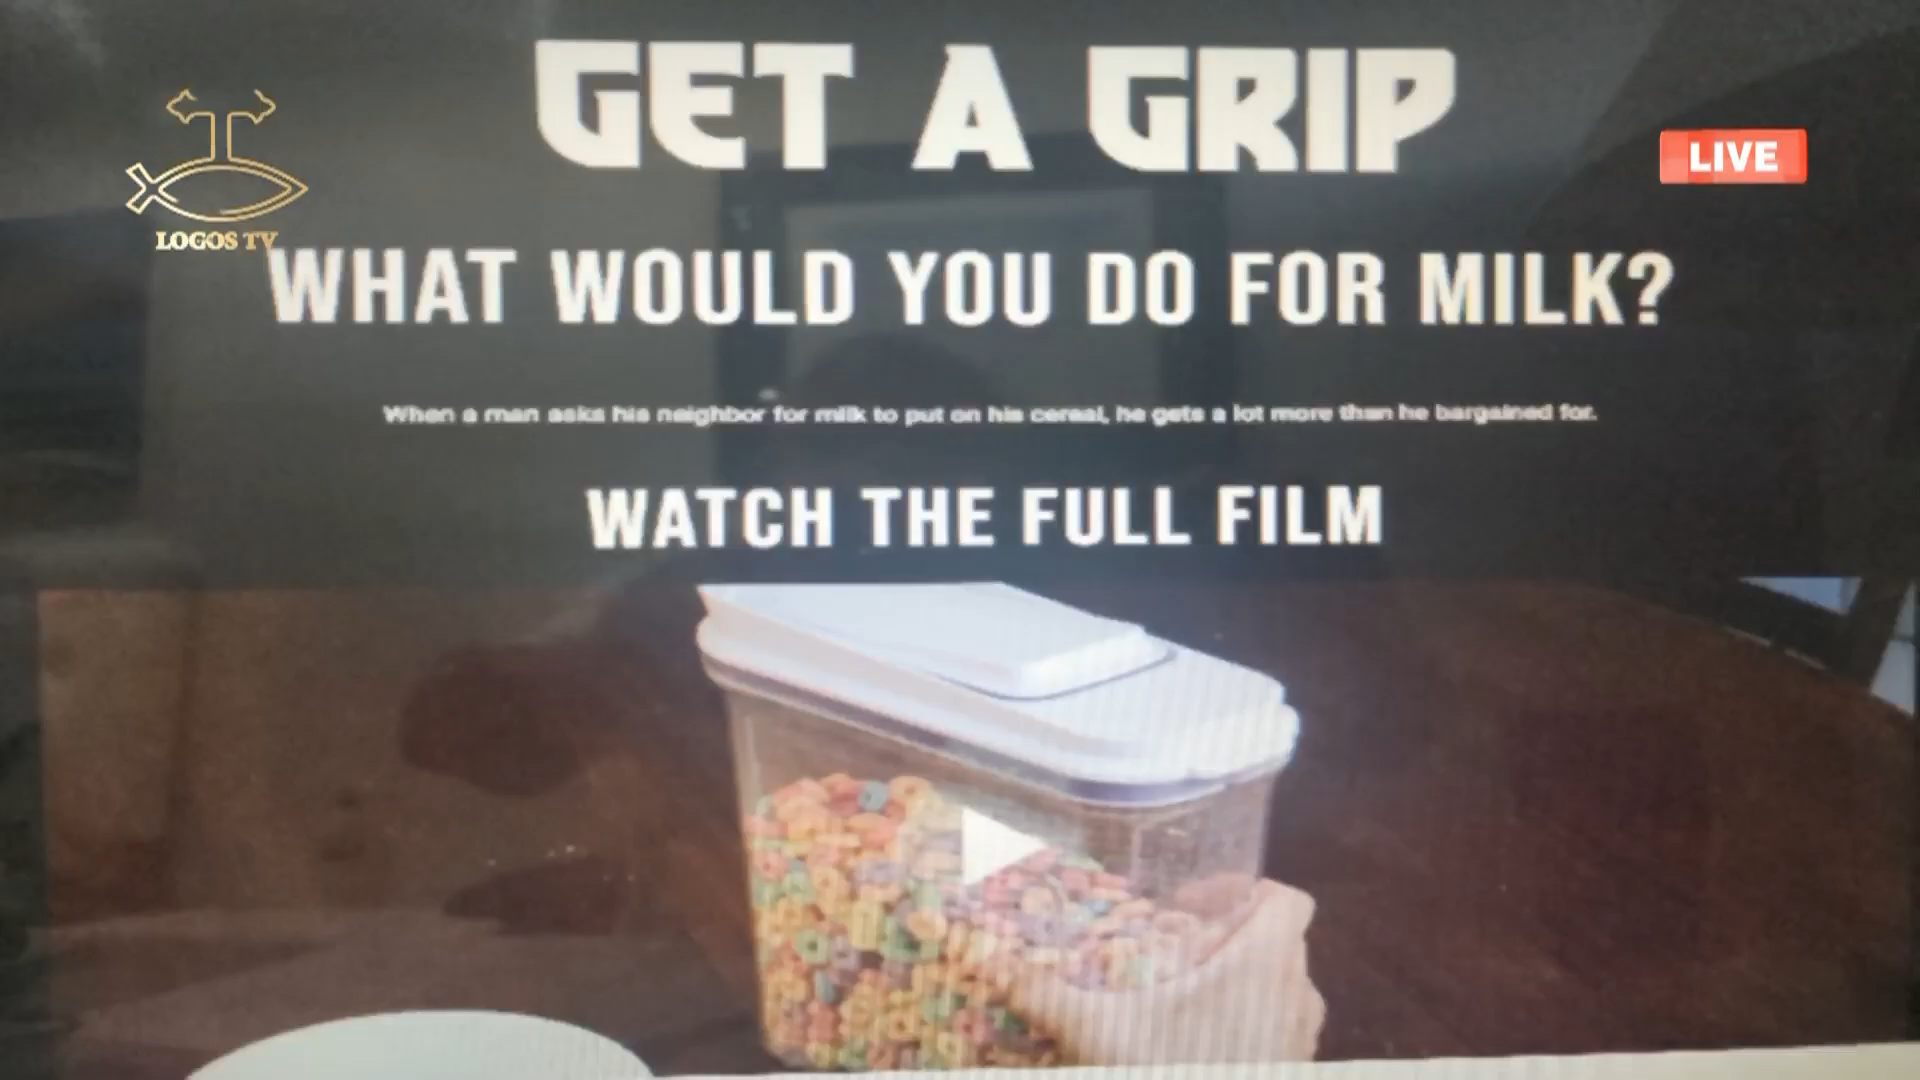 GET A GRIP
LIVE
LOGOS TV
WHAT WOULD YOU DO FOR MILK?
When a man asks his neighbor for milk to put on his cereal, he gets a lot more than he bargained for.
WATCH THE FULL FILM